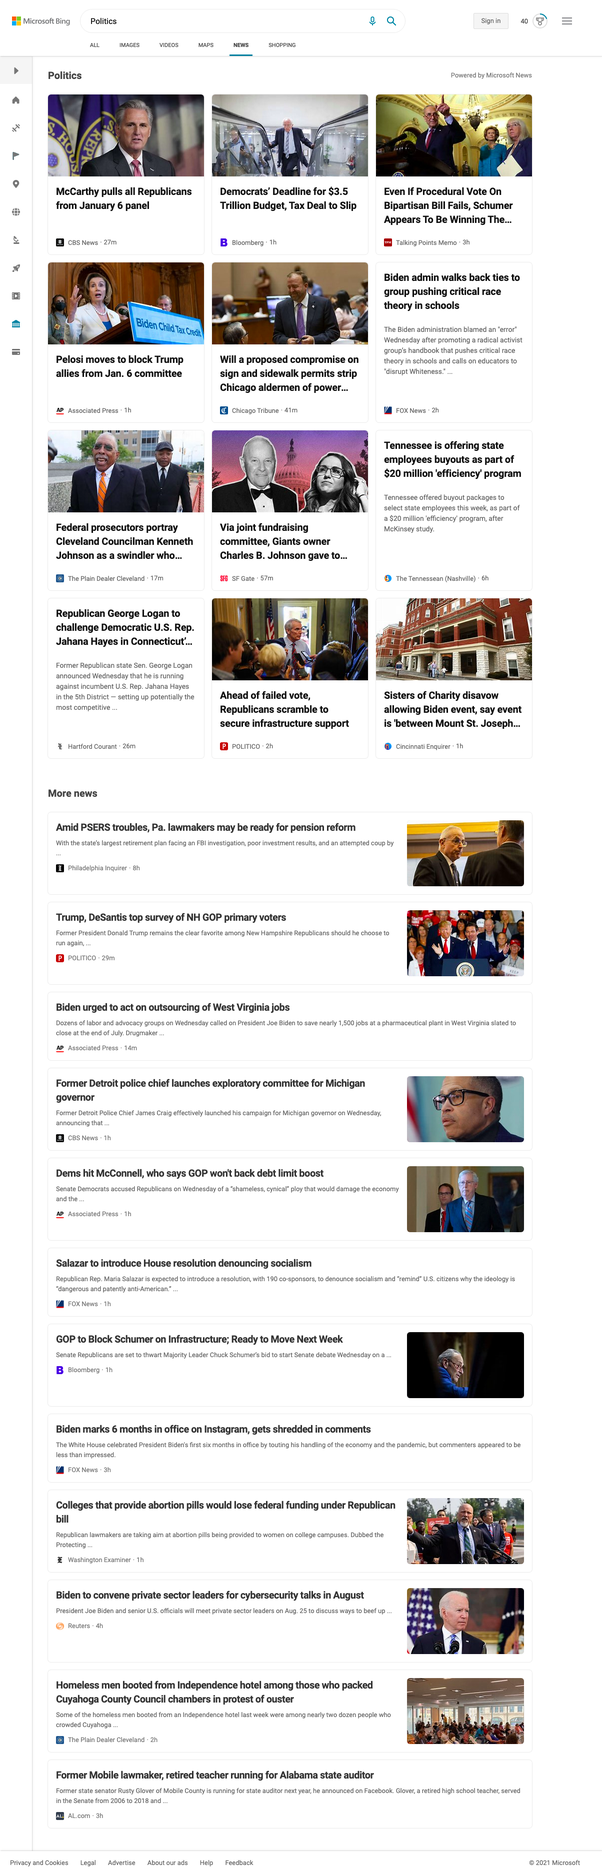 Microsoft Bing
Politics
Sign in
40
ALL IMAGES VIDEOS MAPS NEWS SHOPPING
Politics
Powered by Microsoft News
McCarthy pulls all Republicans
from January 6 panel
CBS News · 27m
Democrats’ Deadline for $3.5
Trillion Budget, Tax Deal to Slip
Bloomberg · 1h
Even If Procedural Vote On
Bipartisan Bill Fails, Schumer
Appears To Be Winning The...
Talking Points Memo · 3h
Biden Child Tax Credit
Pelosi moves to block Trump
allies from Jan. 6 committee
AP Associated Press · 1h
Will a proposed compromise on
sign and sidewalk permits strip
Chicago aldermen of power...
Chicago Tribune · 41m
Biden admin walks back ties to
group pushing critical race
theory in schools
The Biden administration blamed an "error"
Wednesday after promoting a radical activist
group's handbook that pushes critical race
theory in schools and calls on educators to
"disrupt Whiteness." ...
FOX News · 2h
Federal prosecutors portray
Cleveland Councilman Kenneth
Johnson as a swindler who...
The Plain Dealer Cleveland · 17m
Via joint fundraising
committee, Giants owner
Charles B. Johnson gave to...
SF Gate · 57m
Tennessee is offering state
employees buyouts as part of
$20 million 'efficiency' program
Tennessee offered buyout packages to
select state employees this week, as part of
a $20 million 'efficiency' program, after
McKinsey study.
The Tennessean (Nashville) · 6h
Republican George Logan to
challenge Democratic U.S. Rep.
Jahana Hayes in Connecticut’...
Former Republican state Sen. George Logan
announced Wednesday that he is running
against incumbent U.S. Rep. Jahana Hayes
in the 5th District — setting up potentially the
most competitive ...
Hartford Courant · 26m
Ahead of failed vote,
Republicans scramble to
secure infrastructure support
POLITICO · 2h
Sisters of Charity disavow
allowing Biden event, say event
is 'between Mount St. Joseph...
Cincinnati Enquirer · 1h
More news
Amid PSERS troubles, Pa. lawmakers may be ready for pension reform
With the state’s largest retirement plan facing an FBI investigation, poor investment results, and an attempted coup by
...
Philadelphia Inquirer · 8h
Trump, DeSantis top survey of NH GOP primary voters
Former President Donald Trump remains the clear favorite among New Hampshire Republicans should he choose to
run again, ...
POLITICO · 29m
Biden urged to act on outsourcing of West Virginia jobs
Dozens of labor and advocacy groups on Wednesday called on President Joe Biden to save nearly 1,500 jobs at a pharmaceutical plant in West Virginia slated to
close at the end of July. Drugmaker ...
AP Associated Press · 14m
Former Detroit police chief launches exploratory committee for Michigan
governor
Former Detroit Police Chief James Craig effectively launched his campaign for Michigan governor on Wednesday,
announcing that ...
CBS News · 1h
Dems hit McConnell, who says GOP won't back debt limit boost
Senate Democrats accused Republicans on Wednesday of a “shameless, cynical” ploy that would damage the economy
and the ...
AP Associated Press · 1h
Salazar to introduce House resolution denouncing socialism
Republican Rep. Maria Salazar is expected to introduce a resolution, with 190 co-sponsors, to denounce socialism and "remind" U.S. citizens why the ideology is
"dangerous and patently anti-American." ...
FOX News · 1h
GOP to Block Schumer on Infrastructure; Ready to Move Next Week
Senate Republicans are set to thwart Majority Leader Chuck Schumer’s bid to start Senate debate Wednesday on a ...
Bloomberg · 1h
Biden marks 6 months in office on Instagram, gets shredded in comments
The White House celebrated President Biden's first six months in office by touting his handling of the economy and the pandemic, but commenters appeared to be
less than impressed.
FOX News · 3h
Colleges that provide abortion pills would lose federal funding under Republican
bill
Republican lawmakers are taking aim at abortion pills being provided to women on college campuses. Dubbed the
Protecting ...
Washington Examiner · 1h
Biden to convene private sector leaders for cybersecurity talks in August
President Joe Biden and senior U.S. officials will meet private sector leaders on Aug. 25 to discuss ways to beef up ...
Reuters · 4h
Homeless men booted from Independence hotel among those who packed
Cuyahoga County Council chambers in protest of ouster
Some of the homeless men booted from an Independence hotel last week were among nearly two dozen people who
crowded Cuyahoga ...
The Plain Dealer Cleveland · 2h
Former Mobile lawmaker, retired teacher running for Alabama state auditor
Former state senator Rusty Glover of Mobile County is running for state auditor next year, he announced on Facebook. Glover, a retired high school teacher, served
in the Senate from 2006 to 2018 and ...
AL.com · 3h
Privacy and Cookies Legal Advertise About our ads Help Feedback
© 2021 Microsoft